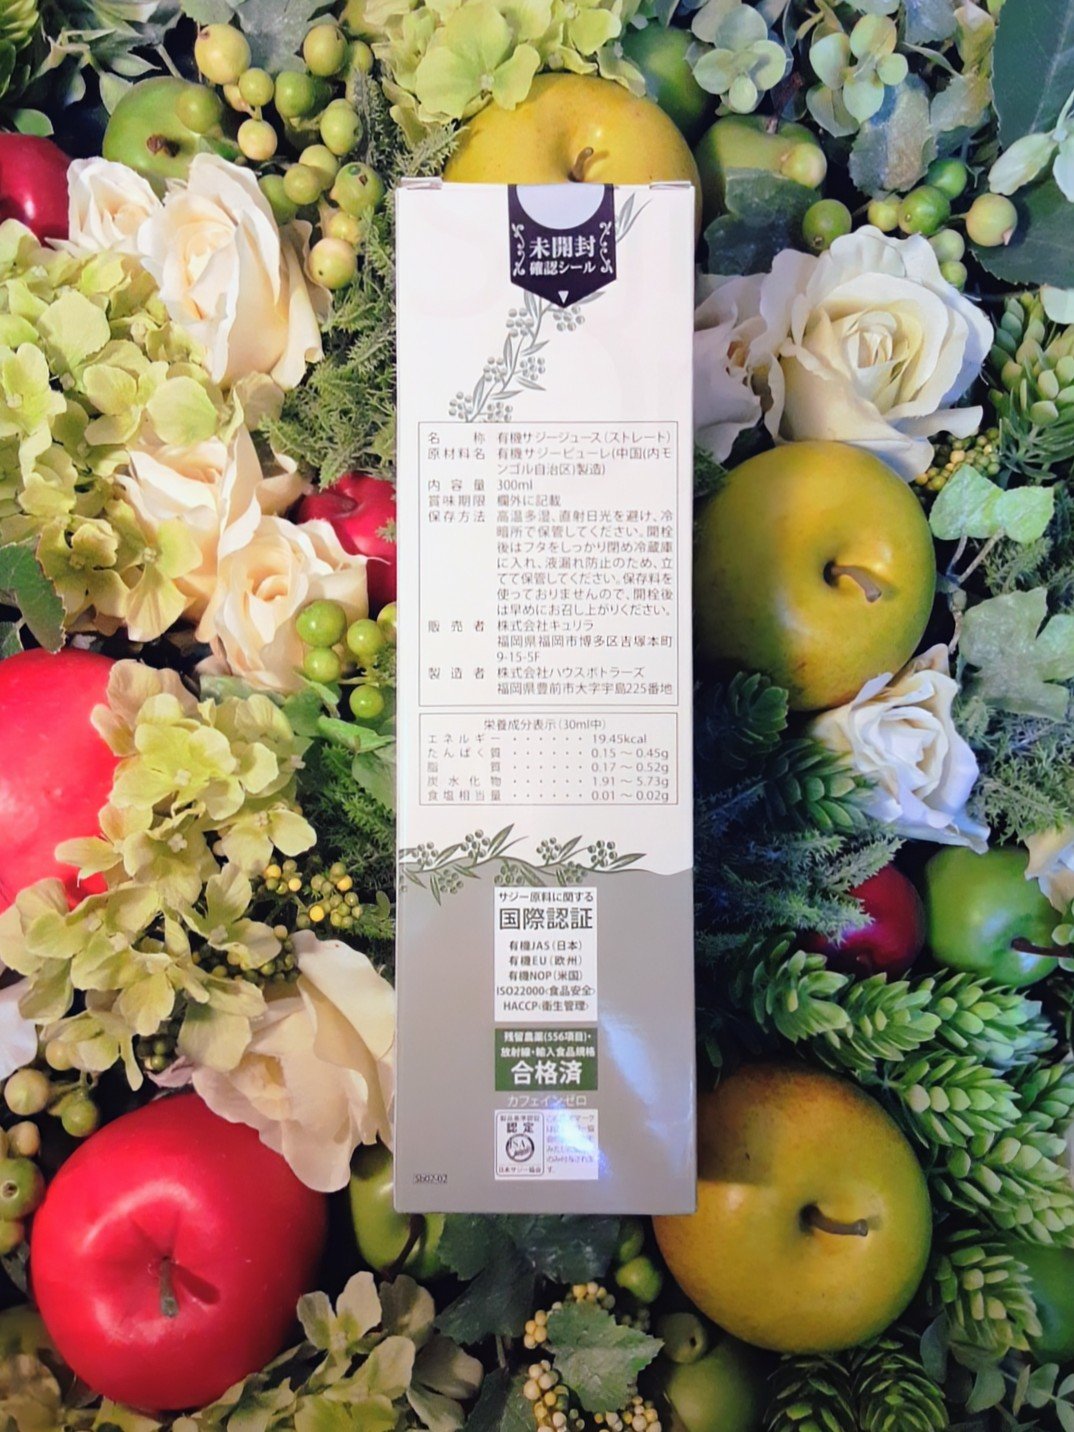 未開封
確認シール
名称 有機サジージュース(ストレート)
原材料名 有機サジーピューレ(中国(内モ
ンゴル自治区)製造)
内容量 300ml
賞味期限 欄外に記載
保存方法 高温多湿、直射日光を避け、冷
暗所で保管してください。開栓
後はフタをしっかり閉め冷蔵庫
に入れ、液漏れ防止のため、立
てて保管してください。保存料を
使っておりませんので、開栓後
は早めにお召し上がりください。
販売者 株式会社キュリラ
福岡県福岡市博多区吉塚本町
9-15-5F
製造者 株式会社ハウスボトラーズ
福岡県豊前市大字宇島225番地
栄養成分表示(30ml中)
エネルギー ・・・・・・ 19.45kcal
たんぱく質 ・・・・・・ 0.15～0.45g
脂質 ・・・・・・ 0.17～0.52g
炭水化物 ・・・・・・ 1.91～5.73g
食塩相当量 ・・・・・・ 0.01～0.02g
サジー原料に関する
国際認証
有機JAS(日本)
有機EU(欧州)
有機NOP(米国)
ISO22000<食品安全>
HACCP<衛生管理>
残留農薬(556項目)・
放射線・輸入食品規格
合格済
カフェインゼロ
製品基準認証
認定
日本サジー協会
Sb02-02